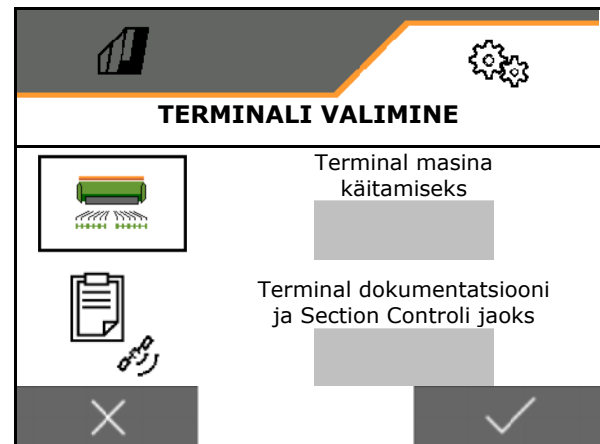 TERMINALI VALIMINE
Terminal masina
käitamiseks
Terminal dokumentatsiooni
ja Section Controli jaoks